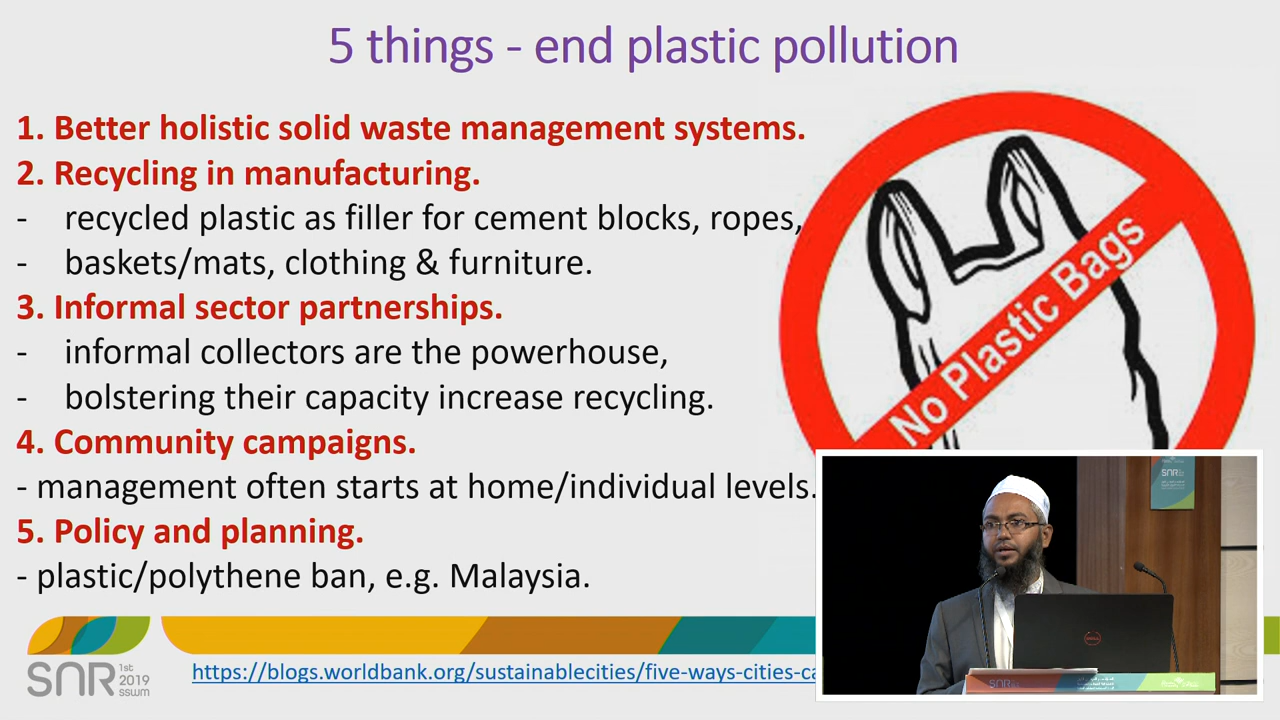 5 things - end plastic pollution
1. Better holistic solid waste management systems.
2. Recycling in manufacturing.
- recycled plastic as filler for cement blocks, ropes,
- baskets/mats, clothing & furniture.
3. Informal sector partnerships.
- informal collectors are the powerhouse,
- bolstering their capacity increase recycling.
4. Community campaigns.
- management often starts at home/individual levels.
5. Policy and planning.
- plastic/polythene ban, e.g. Malaysia.
No Plastic Bags
SNR
1st
2019
sswm
https://blogs.worldbank.org/sustainablecities/five-ways-cities-ca
SNR
DELL
SNR